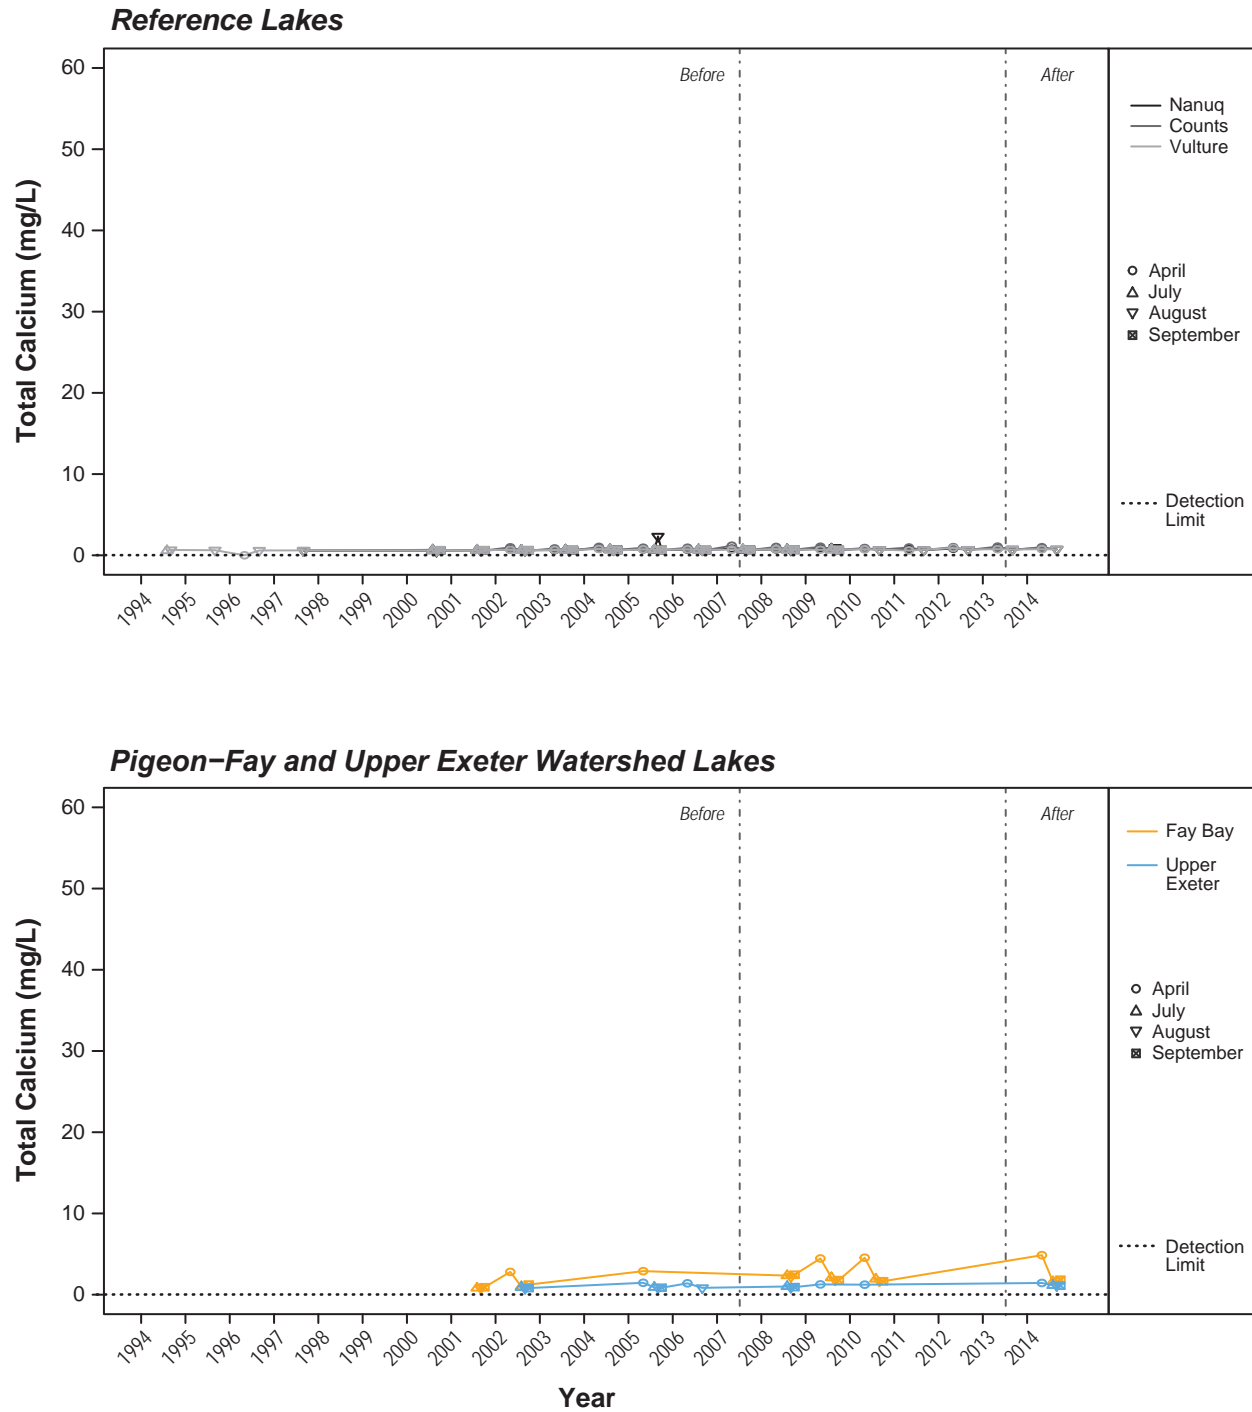 Reference Lakes
Total Calcium (mg/L)
60
50
40
30
20
10
0
Before
After
Nanuq
Counts
Vulture
April
July
August
September
Detection
Limit
1994
1995
1996
1997
1998
1999
2000
2001
2002
2003
2004
2005
2006
2007
2008
2009
2010
2011
2012
2013
2014
Pigeon−Fay and Upper Exeter Watershed Lakes
Total Calcium (mg/L)
60
50
40
30
20
10
0
Before
After
Fay Bay
Upper
Exeter
April
July
August
September
Detection
Limit
1994
1995
1996
1997
1998
1999
2000
2001
2002
2003
2004
2005
2006
2007
2008
2009
2010
2011
2012
2013
2014
Year